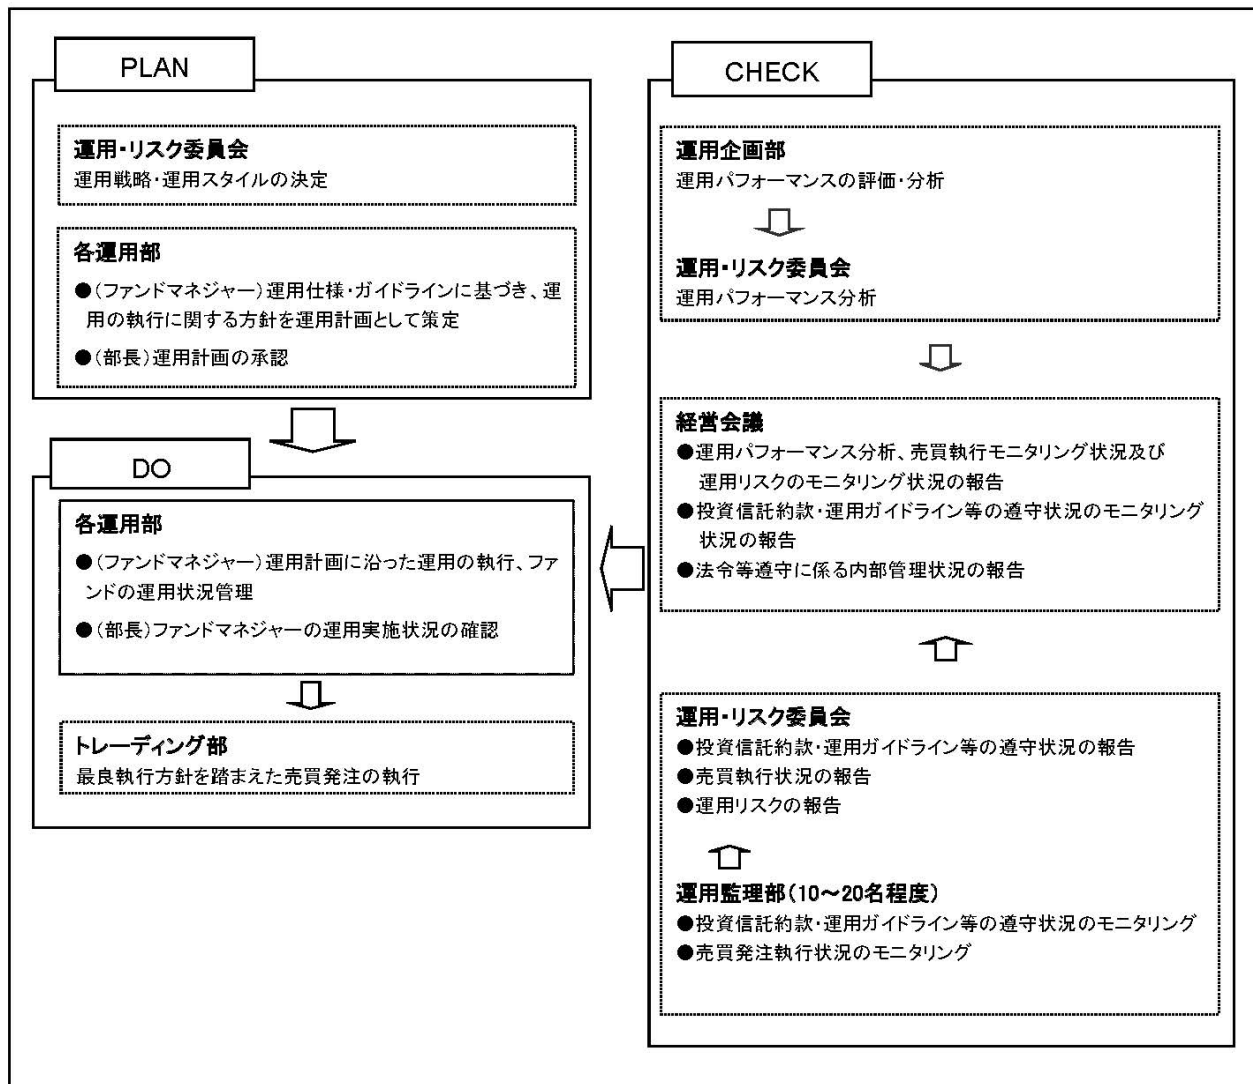 PLAN
運用・リスク委員会
運用戦略・運用スタイルの決定
各運用部
●(ファンドマネジャー)運用仕様・ガイドラインに基づき、運
用の執行に関する方針を運用計画として策定
●(部長)運用計画の承認
DO
各運用部
●(ファンドマネジャー)運用計画に沿った運用の執行、ファ
ンドの運用状況管理
●(部長)ファンドマネジャーの運用実施状況の確認
トレーディング部
最良執行方針を踏まえた売買発注の執行
CHECK
運用企画部
運用パフォーマンスの評価・分析
運用・リスク委員会
運用パフォーマンス分析
経営会議
●運用パフォーマンス分析、売買執行モニタリング状況及び
運用リスクのモニタリング状況の報告
●投資信託約款・運用ガイドライン等の遵守状況のモニタリング
状況の報告
●法令等遵守に係る内部管理状況の報告
運用・リスク委員会
●投資信託約款・運用ガイドライン等の遵守状況の報告
●売買執行状況の報告
●運用リスクの報告
運用監理部(10～20名程度)
●投資信託約款・運用ガイドライン等の遵守状況のモニタリング
●売買発注執行状況のモニタリング